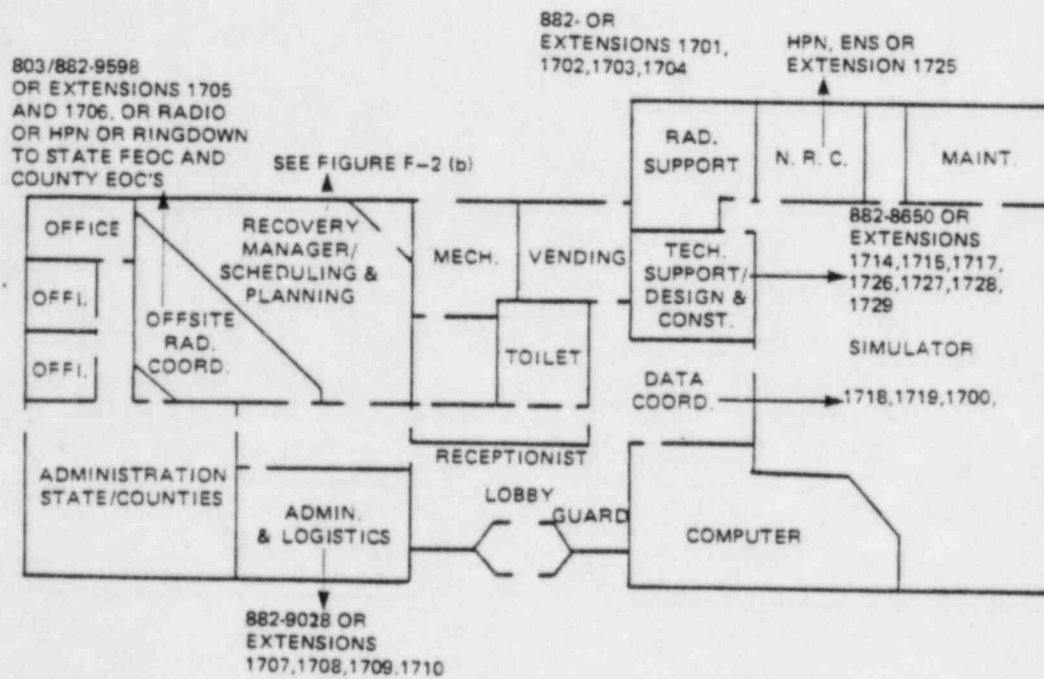 882- OR
EXTENSIONS 1701,
1702,1703,1704
HPN, ENS OR
EXTENSION 1725
803/882-9598
OR EXTENSIONS 1705
AND 1706, OR RADIO
OR HPN OR RINGDOWN
TO STATE FEOC AND
COUNTY EOC'S
SEE FIGURE F-2 (b)
RAD.
SUPPORT
N. R. C.
MAINT.
OFFICE
RECOVERY
MANAGER/
SCHEDULING &
PLANNING
MECH.
VENDING
TECH.
SUPPORT/
DESIGN &
CONST.
882-8650 OR
EXTENSIONS
1714,1715,1717,
1726,1727,1728,
1729
OFFI.
OFFI.
OFFSITE
RAD.
COORD.
TOILET
SIMULATOR
DATA
COORD.
1718,1719,1700,
RECEPTIONIST
ADMINISTRATION
STATE/COUNTIES
ADMIN.
& LOGISTICS
LOBBY
GUARD
COMPUTER
882-9028 OR
EXTENSIONS
1707,1708,1709,1710